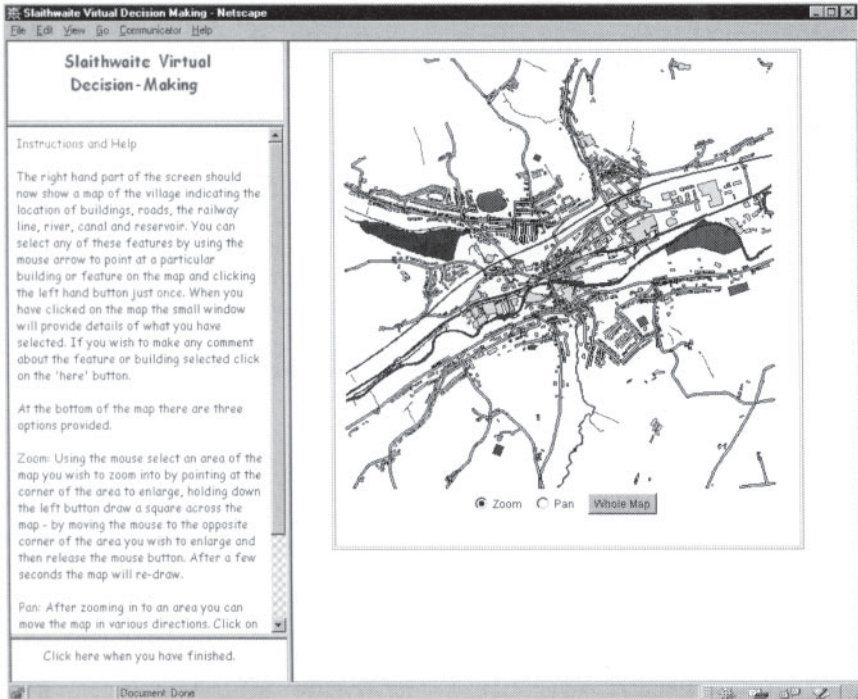 Slaithwaite Virtual Decision Making - Netscape
File Edit View Go Communicator Help
Slaithwaite Virtual
Decision-Making
Instructions and Help
The right hand part of the screen should
now show a map of the village indicating the
location of buildings, roads, the railway
line, river, canal and reservoir. You can
select any of these features by using the
mouse arrow to point at a particular
building or feature on the map and clicking
the left hand button just once. When you
have clicked on the map the small window
will provide details of what you have
selected. If you wish to make any comment
about the feature or building selected click
on the 'here' button.
At the bottom of the map there are three
options provided.
Zoom: Using the mouse select an area of the
map you wish to zoom into by pointing at the
corner of the area to enlarge, holding down
the left button draw a square across the
map - by moving the mouse to the opposite
corner of the area you wish to enlarge and
then release the mouse button. After a few
seconds the map will re-draw.
Pan: After zooming in to an area you can
move the map in various directions. Click on
Click here when you have finished.
Zoom Pan Whole Map
Document: Done